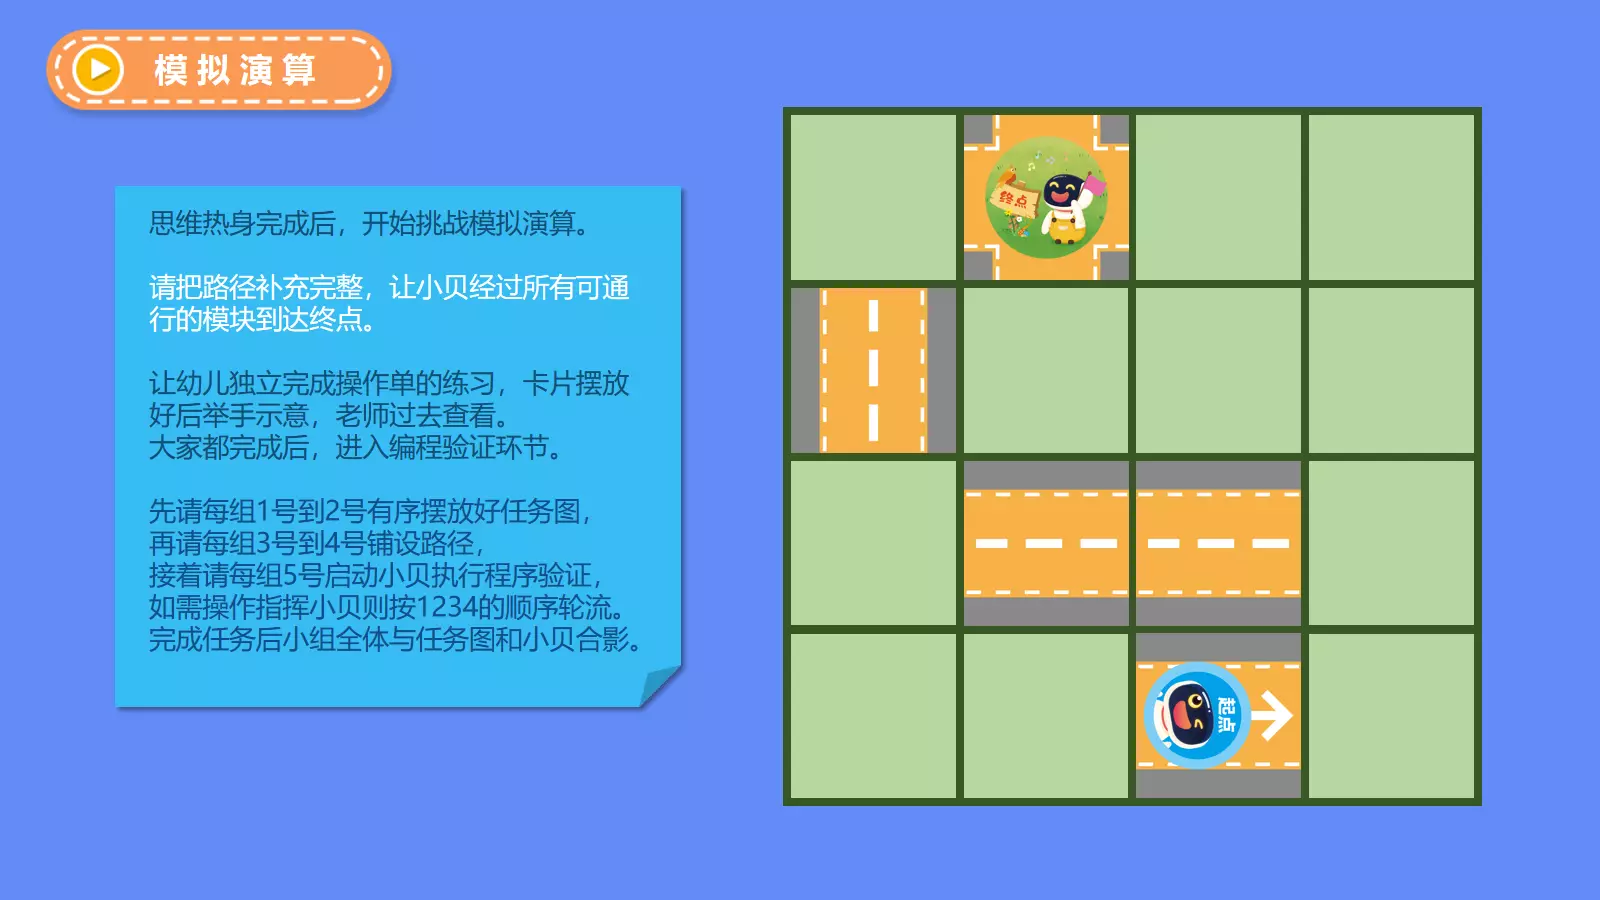 模拟演算
思维热身完成后，开始挑战模拟演算。
请把路径补充完整，让小贝经过所有可通
行的模块到达终点。
让幼儿独立完成操作单的练习，卡片摆放
好后举手示意，老师过去查看。
大家都完成后，进入编程验证环节。
先请每组1号到2号有序摆放好任务图，
再请每组3号到4号铺设路径，
接着请每组5号启动小贝执行程序验证，
如需操作指挥小贝则按1234的顺序轮流。
完成任务后小组全体与任务图和小贝合影。
终点
起点